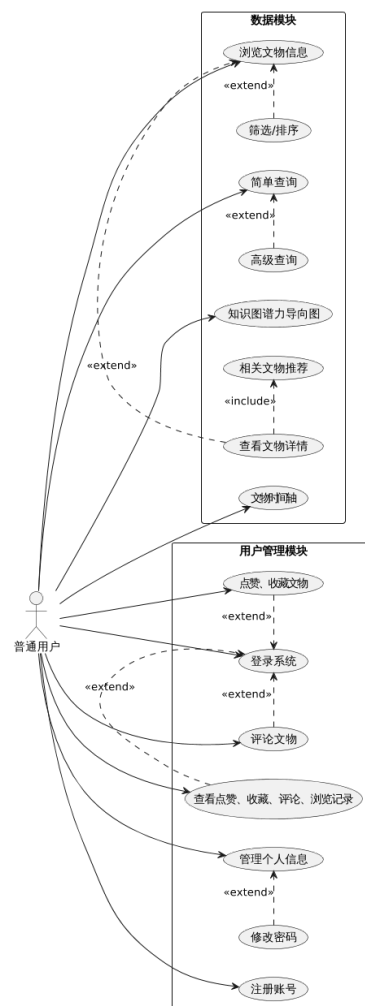 数据模块
浏览文物信息
«extend»
筛选/排序
简单查询
«extend»
高级查询
知识图谱力导向图
相关文物推荐
«extend»
«include»
查看文物详情
文物时间轴
用户管理模块
点赞、收藏文物
«extend»
普通用户
登录系统
«extend»
«extend»
评论文物
查看点赞、收藏、评论、浏览记录
管理个人信息
«extend»
修改密码
注册账号